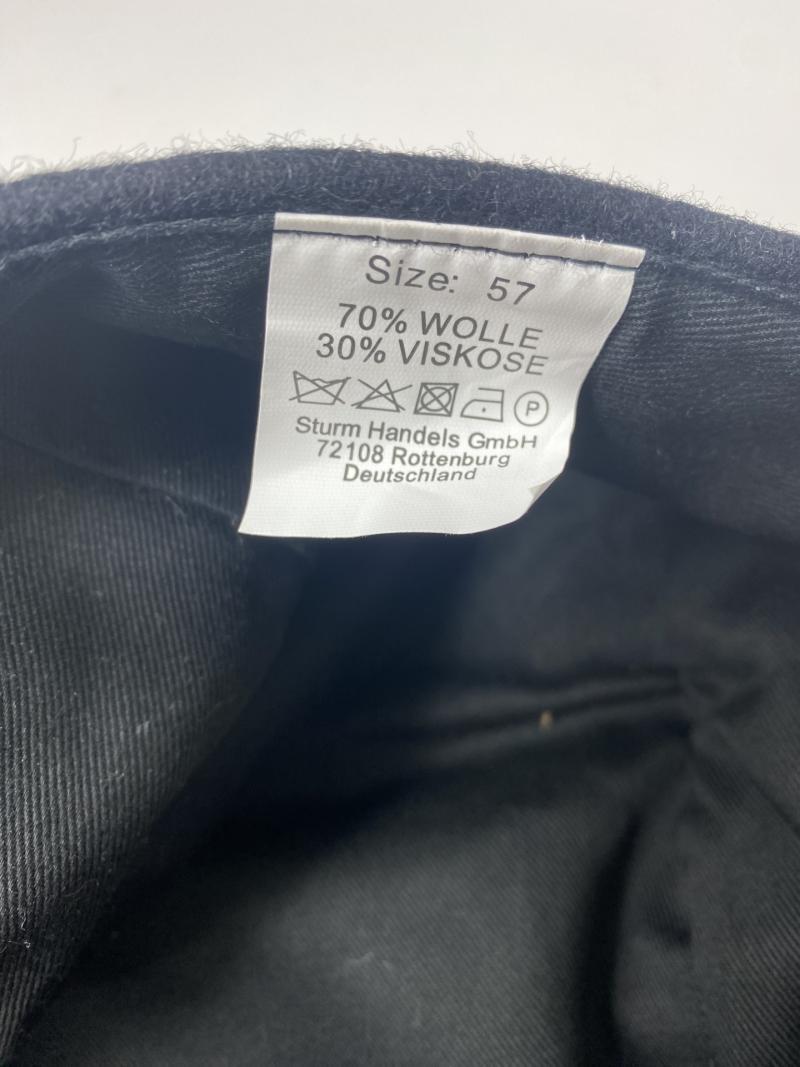 Size: 57
70% WOLLE
30% VISKOSE
P
Sturm Handels GmbH
72108 Rottenburg
Deutschland